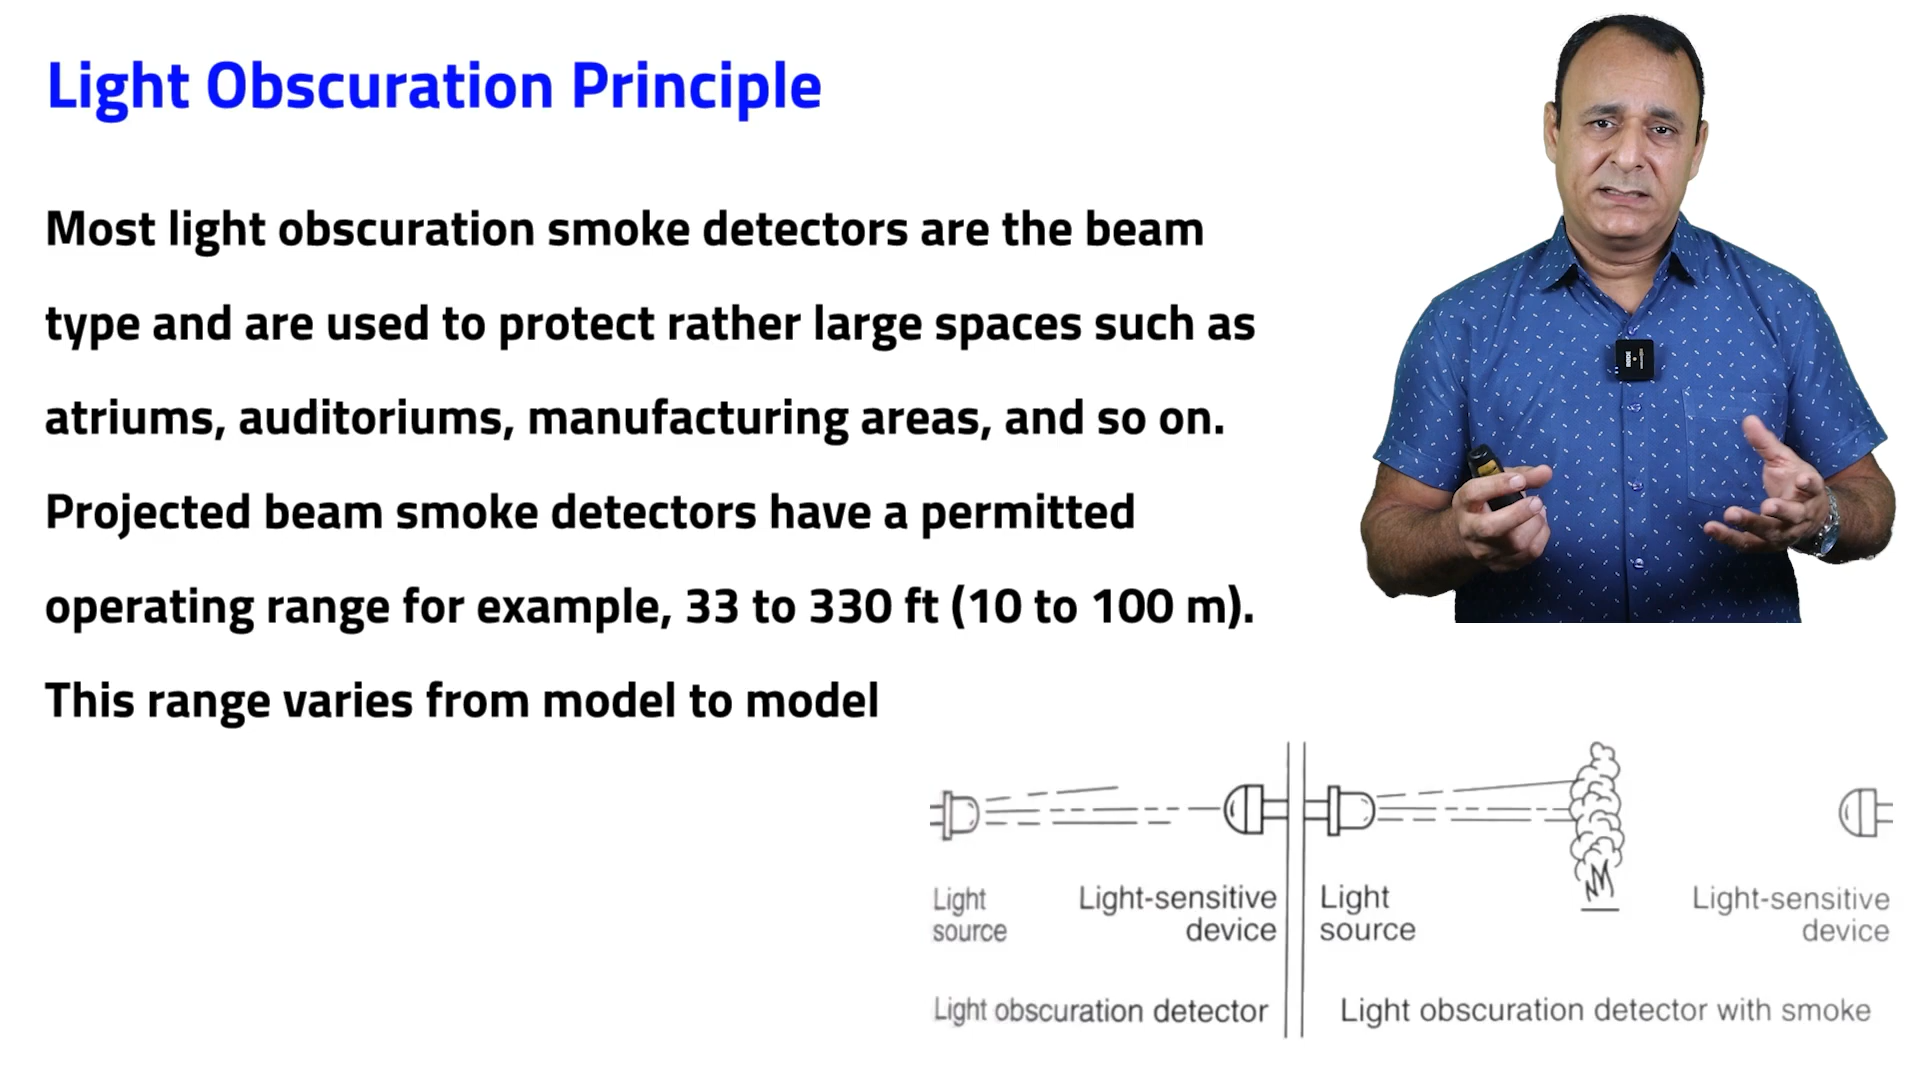 Light Obscuration Principle
Most light obscuration smoke detectors are the beam
type and are used to protect rather large spaces such as
atriums, auditoriums, manufacturing areas, and so on.
Projected beam smoke detectors have a permitted
operating range for example, 33 to 330 ft (10 to 100 m).
This range varies from model to model
Light
source
Light-sensitive
device
Light
source
Light-sensitive
device
Light obscuration detector
Light obscuration detector with smoke